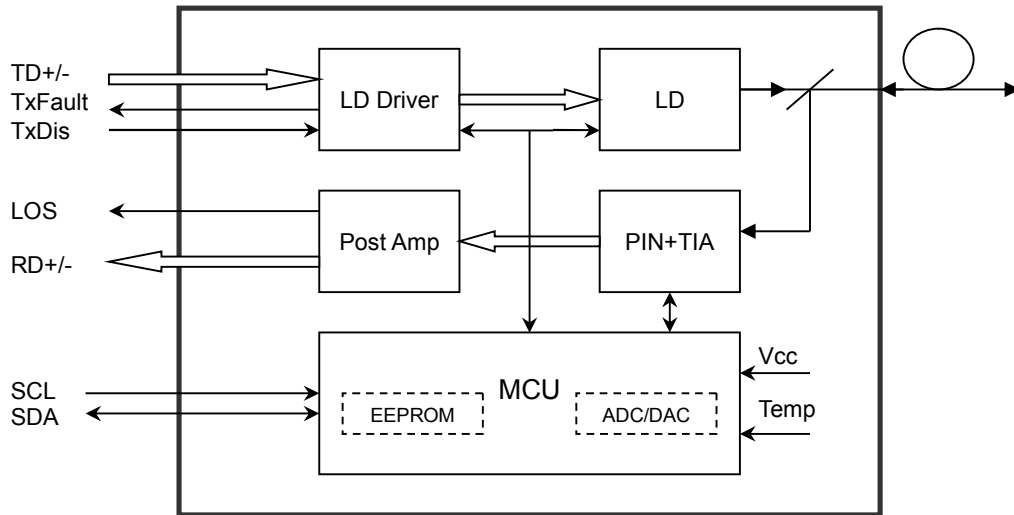 TD+/-
TxFault
TxDis
LD Driver
LD
LOS
RD+/-
Post Amp
PIN+TIA
SCL
SDA
MCU
EEPROM
ADC/DAC
Vcc
Temp